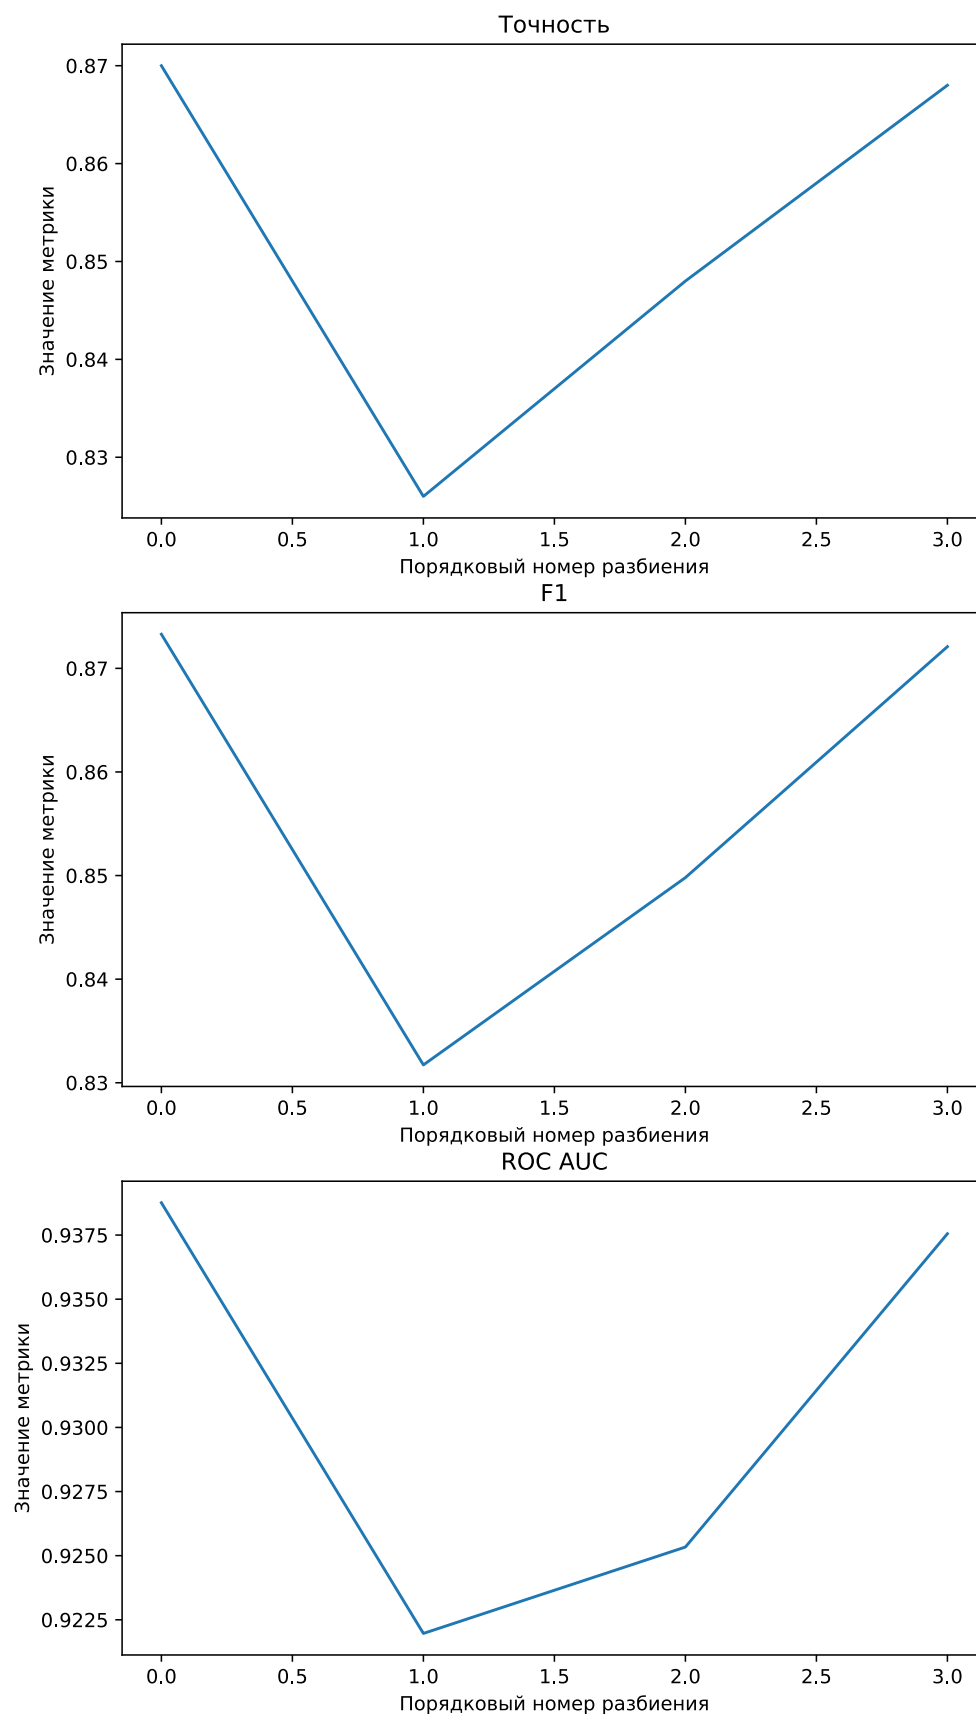 Точность
0.87
0.86
0.85
0.84
0.83
Значение метрики
0.0 0.5 1.0 1.5 2.0 2.5 3.0
Порядковый номер разбиения
F1
0.87
0.86
0.85
0.84
0.83
Значение метрики
0.0 0.5 1.0 1.5 2.0 2.5 3.0
Порядковый номер разбиения
ROC AUC
0.9375
0.9350
0.9325
0.9300
0.9275
0.9250
0.9225
Значение метрики
0.0 0.5 1.0 1.5 2.0 2.5 3.0
Порядковый номер разбиения